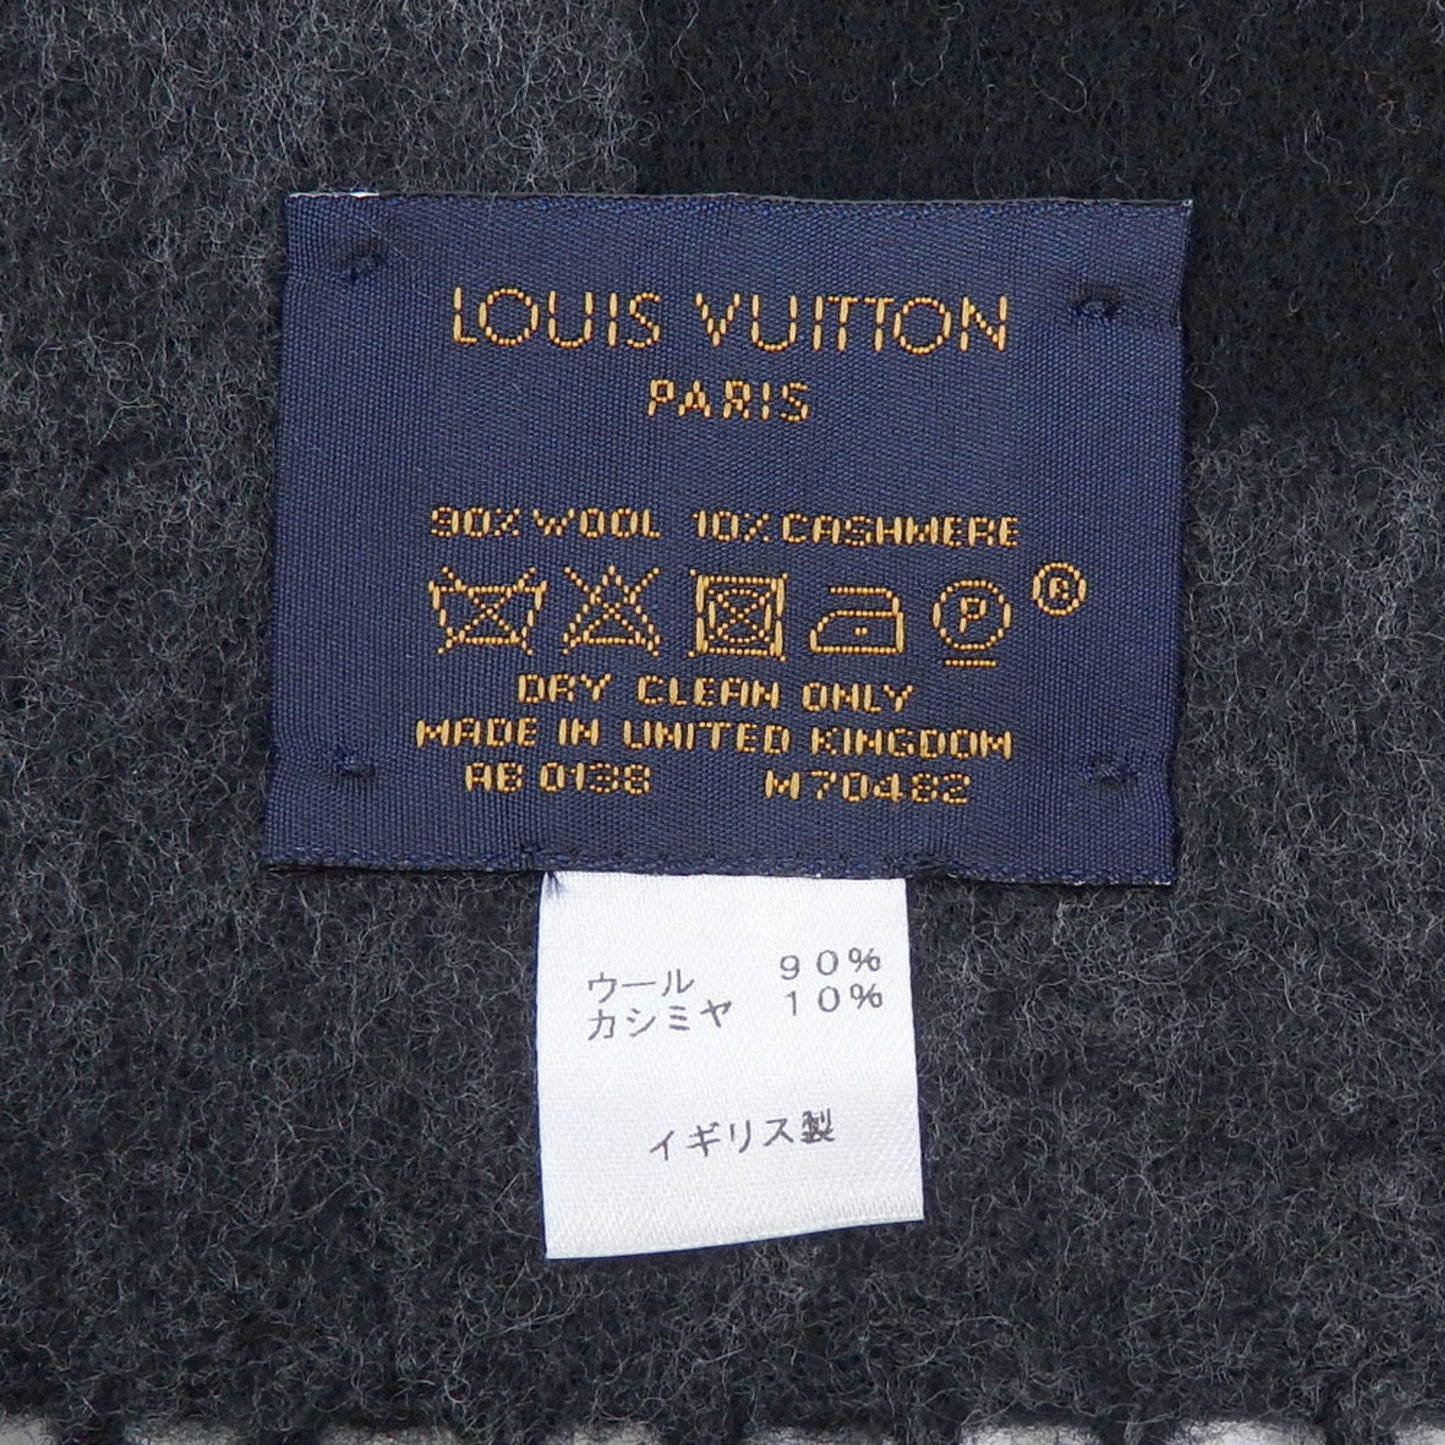 LOUIS VUITTON
PARIS
90% WOOL 10% CASHMERE
P ®
DRY CLEAN ONLY
MADE IN UNITED KINGDOM
AB 0138 M70482
ウール 90%
カシミヤ 10%
イギリス製